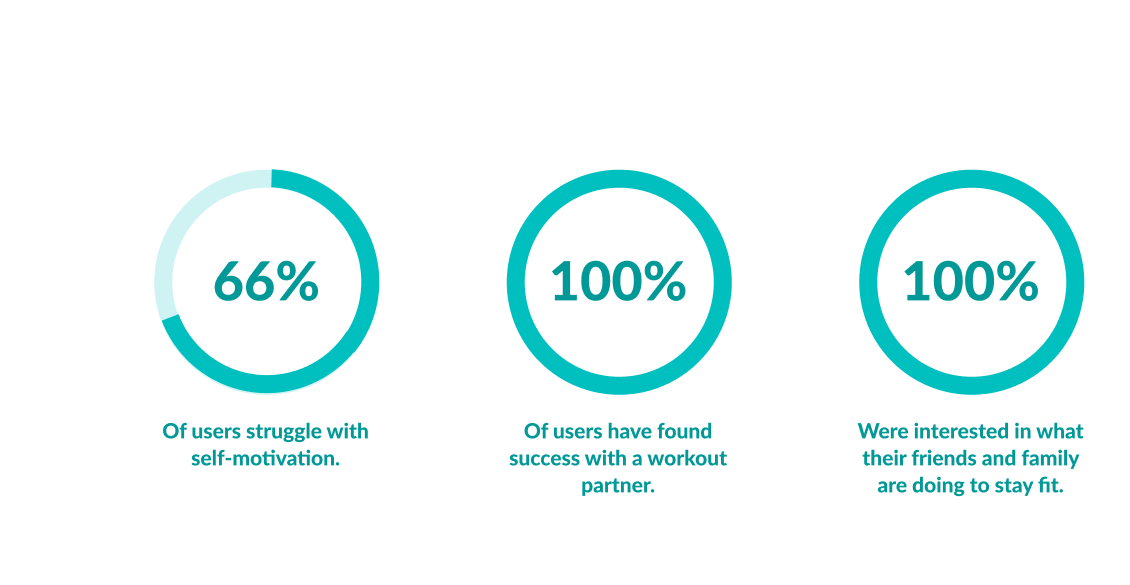 66%
Of users struggle with
self-motivation.
100%
Of users have found
success with a workout
partner.
100%
Were interested in what
their friends and family
are doing to stay fit.